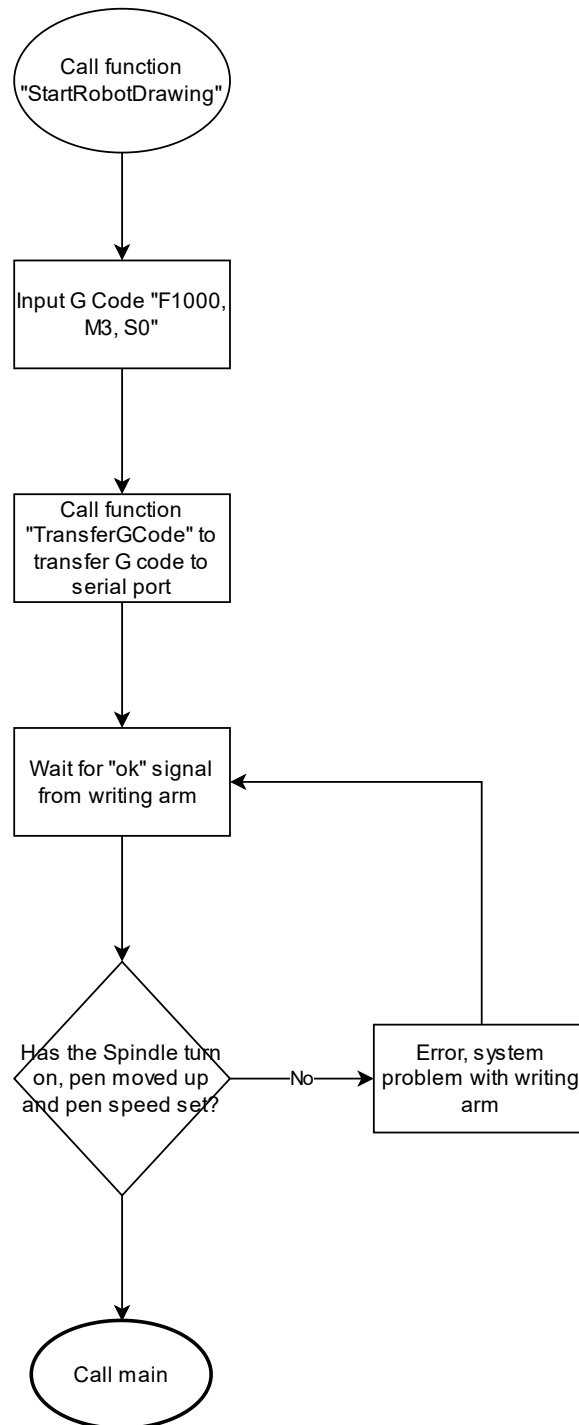 Call function
"StartRobotDrawing"
Input G Code "F1000,
M3, S0"
Call function
"TransferGCode" to
transfer G code to
serial port
Wait for "ok" signal
from writing arm
Has the Spindle turn
on, pen moved up
and pen speed set?
No
Error, system
problem with writing
arm
Call main